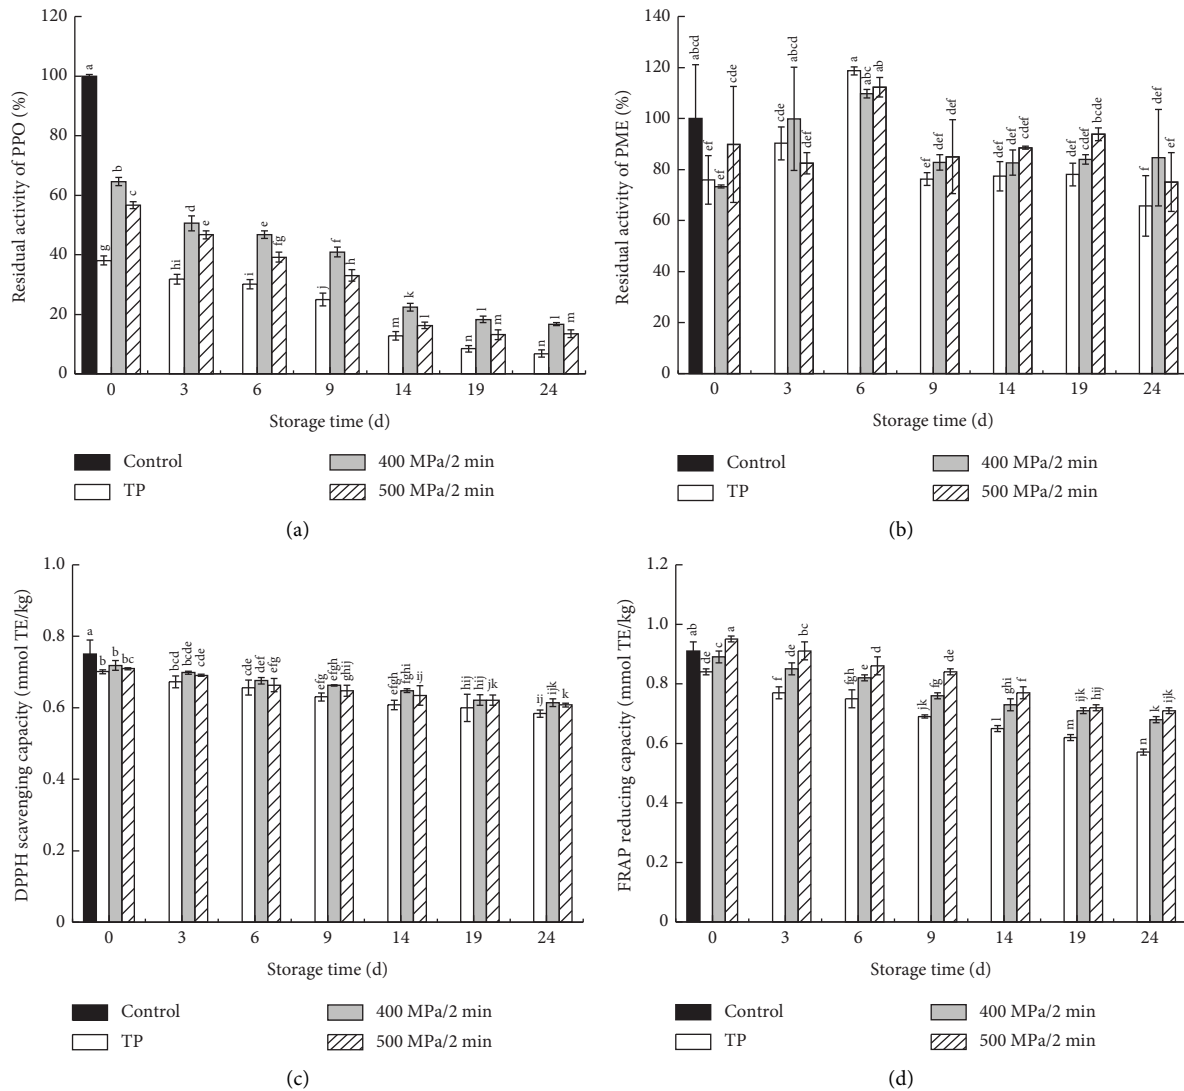 Residual activity of PPO (%)
120
100
80
60
40
20
0
a
g
b
c
hi
d
e
i
e
fg
j
f
h
m
k
l
n
l
m
n
l
m
0 3 6 9 14 19 24
Storage time (d)
Control 400 MPa/2 min
TP 500 MPa/2 min
(a)
Residual activity of PME (%)
140
120
100
80
60
40
20
0
abcd
ef
ef
cde
cde
abcd
def
a
abc
ab
ef
def
def
def
def
cdef
def
cdef
bcde
f
def
ef
0 3 6 9 14 19 24
Storage time (d)
Control 400 MPa/2 min
TP 500 MPa/2 min
(b)
DPPH scavenging capacity (mmol TE/kg)
1.0
0.8
0.6
0.4
0.2
0
a
b
b
bc
bcd
bcde
cde
cde
def
efg
efg
efgh
ghij
efgh
fghi
ij
hij
hij
jk
ij
ijk
k
0 3 6 9 14 19 24
Storage time (d)
Control 400 MPa/2 min
TP 500 MPa/2 min
(c)
FRAP reducing capacity (mmol TE/kg)
1.2
1.0
0.8
0.6
0.4
0.2
0
ab
de
c
a
f
de
bc
fgh
e
d
jk
fg
de
l
ghi
f
m
ijk
hij
n
k
ijk
0 3 6 9 14 19 24
Storage time (d)
Control 400 MPa/2 min
TP 500 MPa/2 min
(d)